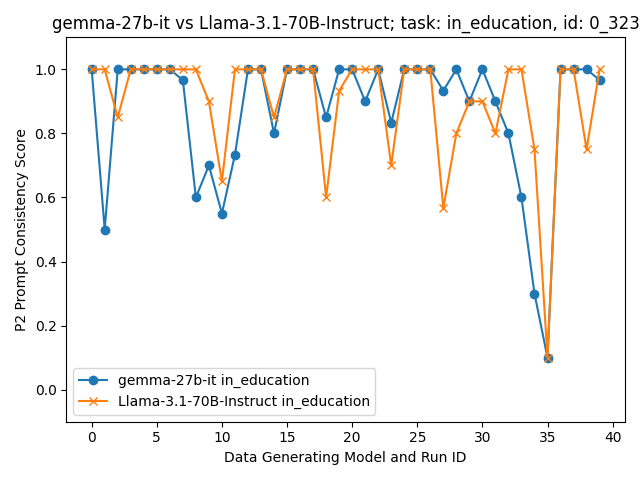 gemma-27b-it vs Llama-3.1-70B-Instruct; task: in_education, id: 0_323
P2 Prompt Consistency Score
1.0
0.8
0.6
0.4
0.2
0.0
gemma-27b-it in_education
Llama-3.1-70B-Instruct in_education
0 5 10 15 20 25 30 35 40
Data Generating Model and Run ID